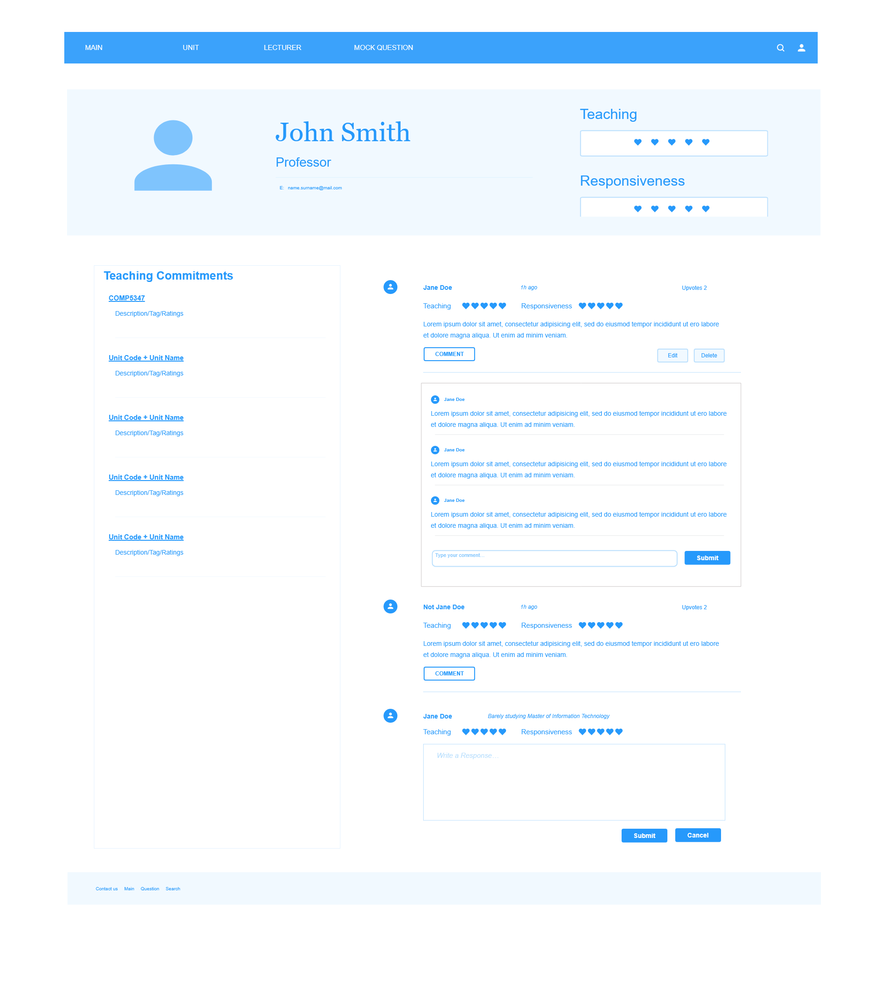 MAIN
UNIT
LECTURER
MOCK QUESTION
John Smith
Professor
E: name.surname@mail.com
Teaching
Responsiveness
Teaching Commitments
COMP5347
Description/Tag/Ratings
Unit Code + Unit Name
Description/Tag/Ratings
Unit Code + Unit Name
Description/Tag/Ratings
Unit Code + Unit Name
Description/Tag/Ratings
Unit Code + Unit Name
Description/Tag/Ratings
Jane Doe
1h ago
Upvotes 2
Teaching
Responsiveness
Lorem ipsum dolor sit amet, consectetur adipisicing elit, sed do eiusmod tempor incididunt ut ero labore
et dolore magna aliqua. Ut enim ad minim veniam.
COMMENT
Edit
Delete
Jane Doe
Lorem ipsum dolor sit amet, consectetur adipisicing elit, sed do eiusmod tempor incididunt ut ero labore
et dolore magna aliqua. Ut enim ad minim veniam.
Jane Doe
Lorem ipsum dolor sit amet, consectetur adipisicing elit, sed do eiusmod tempor incididunt ut ero labore
et dolore magna aliqua. Ut enim ad minim veniam.
Jane Doe
Lorem ipsum dolor sit amet, consectetur adipisicing elit, sed do eiusmod tempor incididunt ut ero labore
et dolore magna aliqua. Ut enim ad minim veniam.
Type your comment...
Submit
Not Jane Doe
1h ago
Upvotes 2
Teaching
Responsiveness
Lorem ipsum dolor sit amet, consectetur adipisicing elit, sed do eiusmod tempor incididunt ut ero labore
et dolore magna aliqua. Ut enim ad minim veniam.
COMMENT
Jane Doe
Barely studying Master of Information Technology
Teaching
Responsiveness
Write a Response...
Submit
Cancel
Contact us
Main
Question
Search